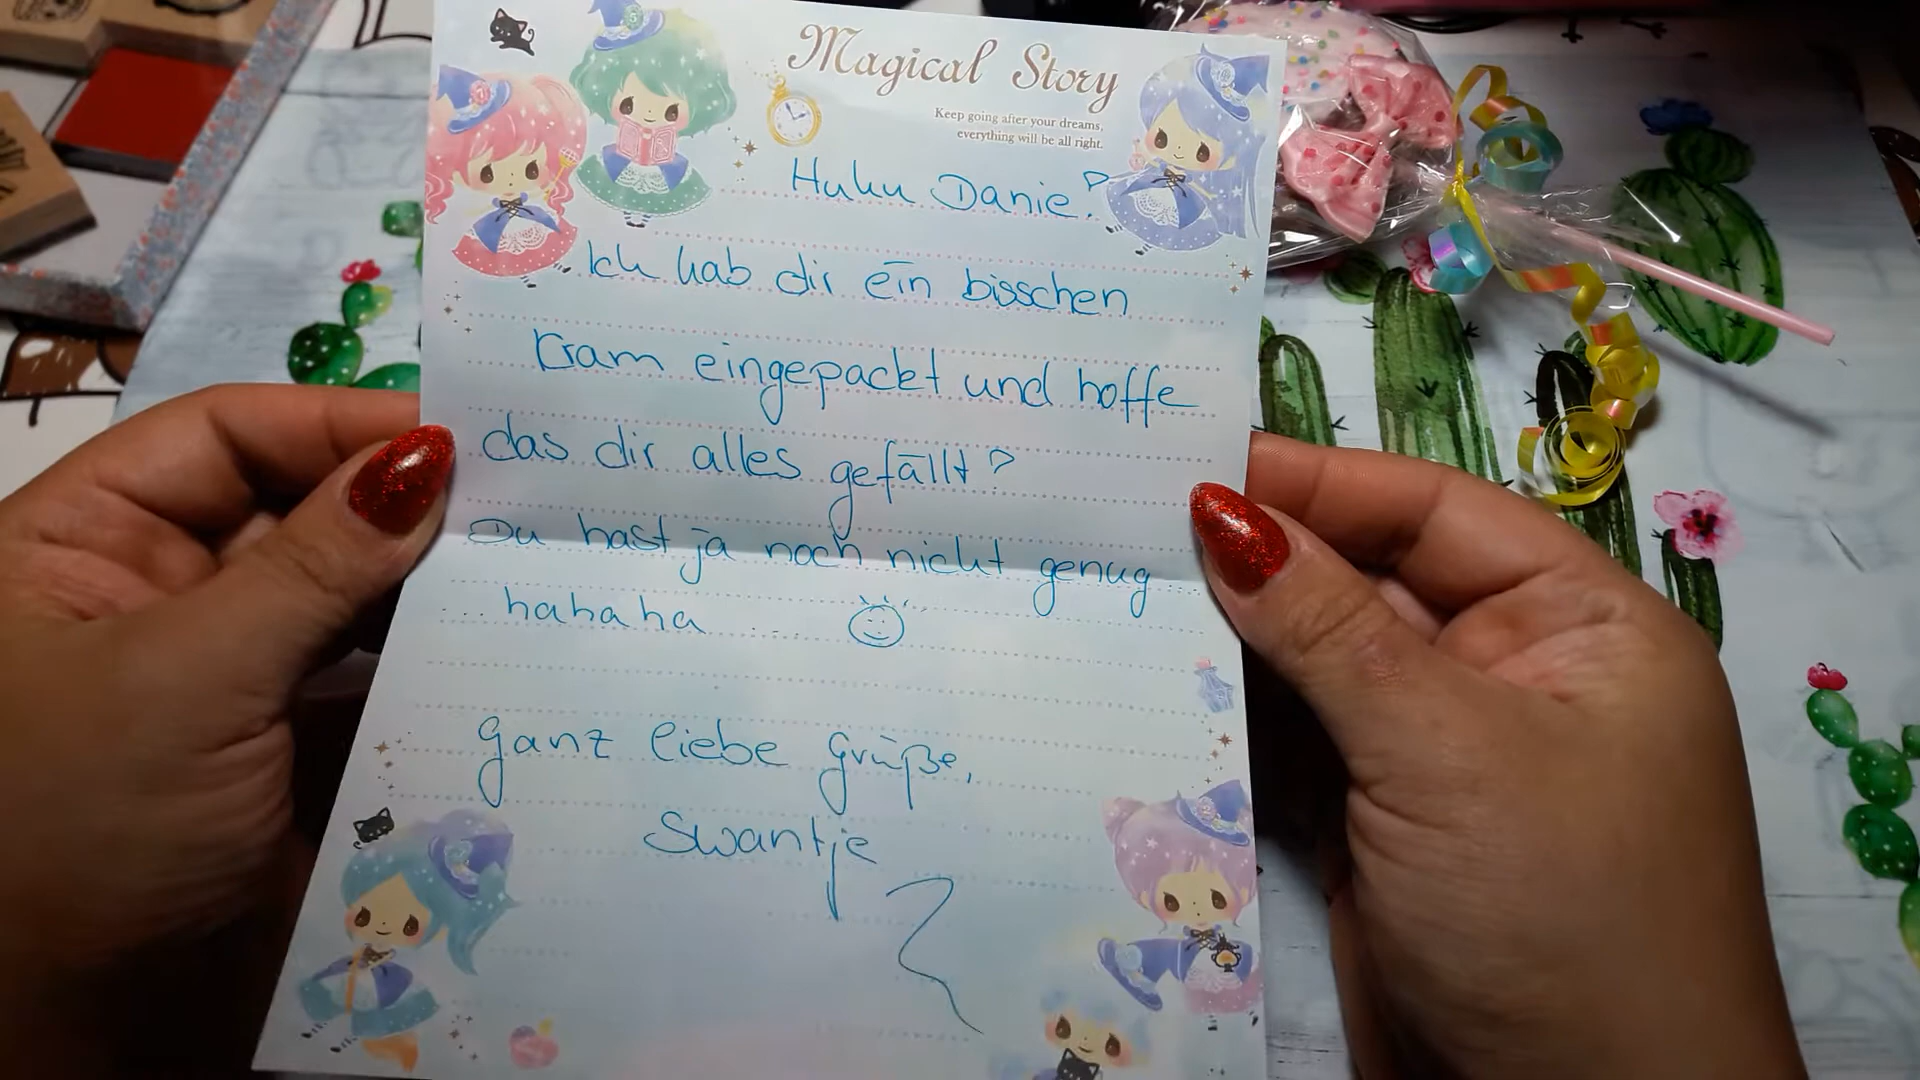 Magical Story
Keep going after your dreams,
everything will be all right.
Huhu Danie!
Ich hab dir ein bisschen
Kram eingepackt und hoffe
das dir alles gefällt!
Du hast ja noch nicht genug...
... hahaha ....
Ganz liebe Grüße,
Swantje